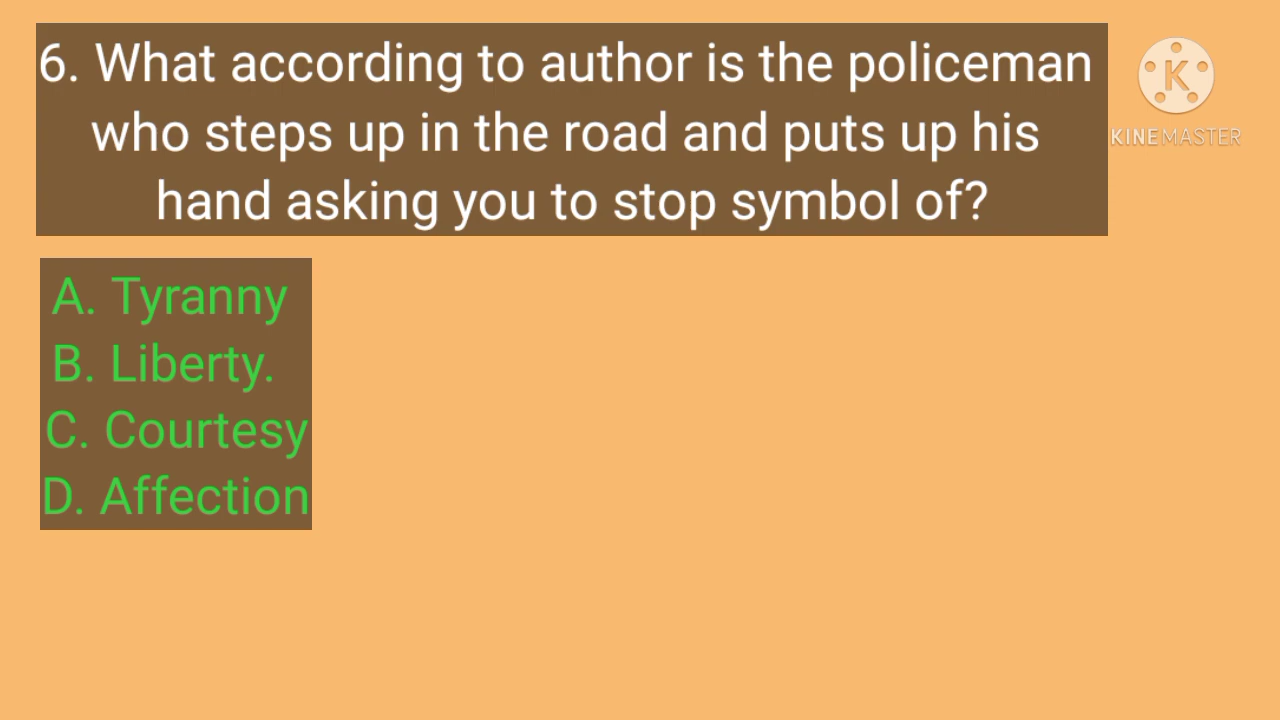 6. What according to author is the policeman
who steps up in the road and puts up his
hand asking you to stop symbol of?
K
KINEMASTER
A. Tyranny
B. Liberty.
C. Courtesy
D. Affection